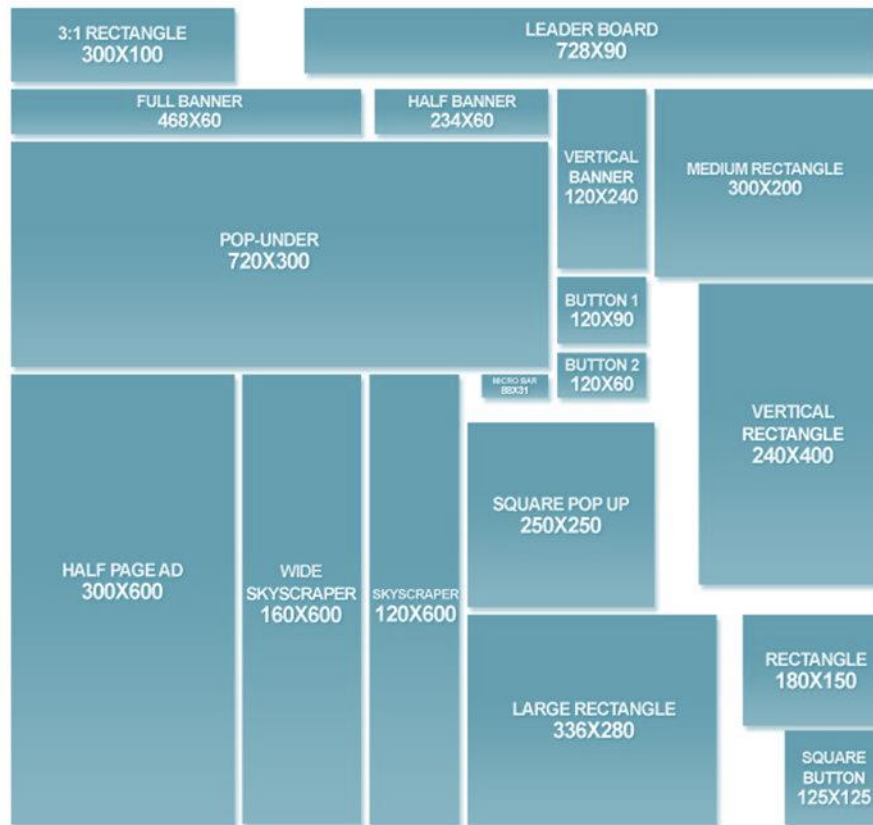 3:1 RECTANGLE
300X100
LEADER BOARD
728X90
FULL BANNER
468X60
HALF BANNER
234X60
VERTICAL
BANNER
120X240
MEDIUM RECTANGLE
300X200
POP-UNDER
720X300
BUTTON 1
120X90
BUTTON 2
120X60
MICRO BAR
88X31
VERTICAL
RECTANGLE
240X400
SQUARE POP UP
250X250
HALF PAGE AD
300X600
WIDE
SKYSCRAPER
160X600
SKYSCRAPER
120X600
LARGE RECTANGLE
336X280
RECTANGLE
180X150
SQUARE
BUTTON
125X125